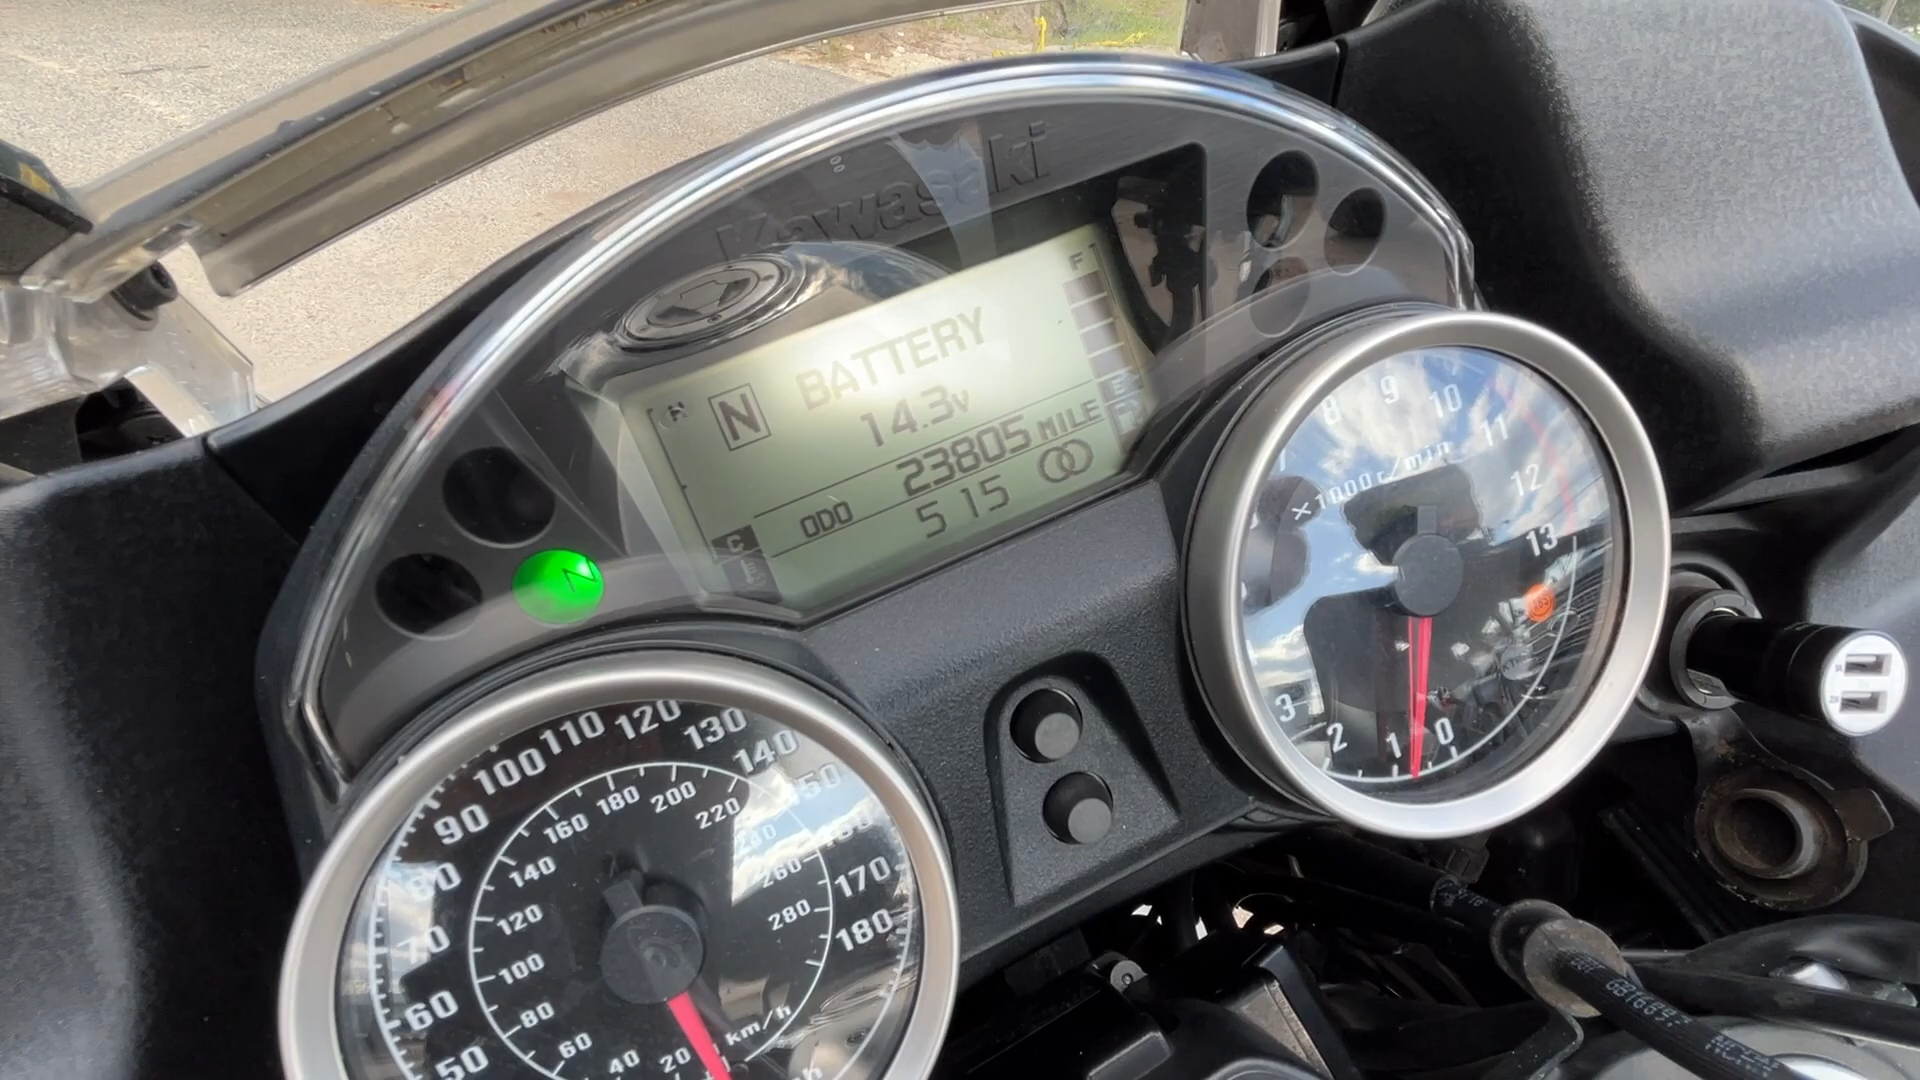 Kawasaki
F
H
N
BATTERY
14.3v
E
23805 MILE
ODO
5 15
C
N
8
9
10
11
12
13
×1000r/min
ABS
3
2
1
0
50
60
70
80
90
100
110
120
130
140
150
160
170
180
20
40
60
80
100
120
140
160
180
200
220
240
260
280
km/h